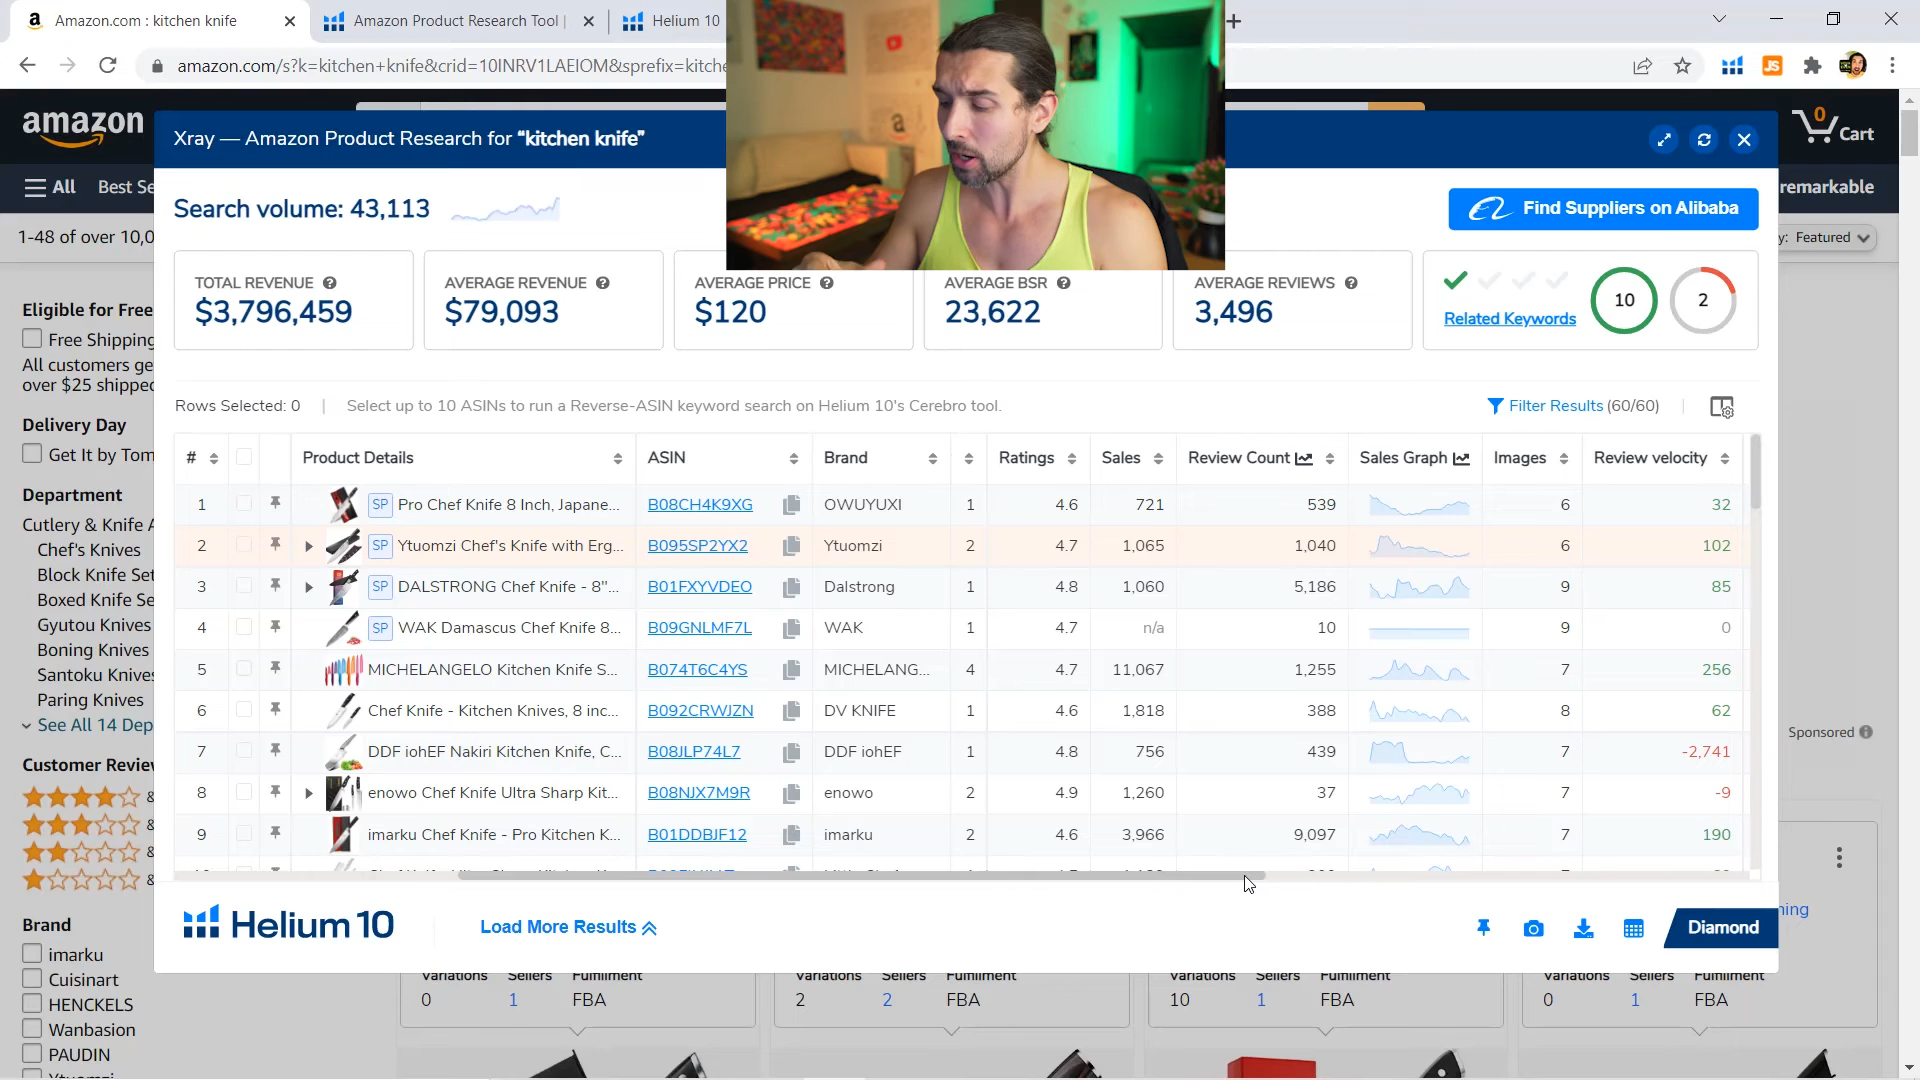 Amazon.com : kitchen knife
Amazon Product Research Tool |
Helium 10
amazon.com/s?k=kitchen+knife&crid=10INRV1LAEIOM&sprefix=kitche
JS
amazon
0
Cart
All
Best Se
remarkable
1-48 of over 10,0
y: Featured
Xray — Amazon Product Research for "kitchen knife"
Search volume: 43,113
Find Suppliers on Alibaba
TOTAL REVENUE
$3,796,459
AVERAGE REVENUE
$79,093
AVERAGE PRICE
$120
AVERAGE BSR
23,622
AVERAGE REVIEWS
3,496
Related Keywords
10
2
Rows Selected: 0 | Select up to 10 ASINs to run a Reverse-ASIN keyword search on Helium 10's Cerebro tool.
Filter Results (60/60)
# Product Details ASIN Brand Ratings Sales Review Count Sales Graph Images Review velocity
1 SP Pro Chef Knife 8 Inch, Japane... B08CH4K9XG OWUYUXI 1 4.6 721 539 6 32
2 SP Ytuomzi Chef's Knife with Erg... B095SP2YX2 Ytuomzi 2 4.7 1,065 1,040 6 102
3 SP DALSTRONG Chef Knife - 8"... B01FXYVDEO Dalstrong 1 4.8 1,060 5,186 9 85
4 SP WAK Damascus Chef Knife 8... B09GNLMF7L WAK 1 4.7 n/a 10 9 0
5 MICHELANGELO Kitchen Knife S... B074T6C4YS MICHELANG... 4 4.7 11,067 1,255 7 256
6 Chef Knife - Kitchen Knives, 8 inc... B092CRWJZN DV KNIFE 1 4.6 1,818 388 8 62
7 DDF iohEF Nakiri Kitchen Knife, C... B08JLP74L7 DDF iohEF 1 4.8 756 439 7 -2,741
8 enowo Chef Knife Ultra Sharp Kit... B08NJX7M9R enowo 2 4.9 1,260 37 7 -9
9 imarku Chef Knife - Pro Kitchen K... B01DDBJF12 imarku 2 4.6 3,966 9,097 7 190
Helium 10
Load More Results
Diamond
Eligible for Free
Free Shipping
All customers ge
over $25 shipped
Delivery Day
Get It by Tom
Department
Cutlery & Knife A
Chef's Knives
Block Knife Set
Boxed Knife Se
Gyutou Knives
Boning Knives
Santoku Knives
Paring Knives
See All 14 Dep
Customer Review
&
&
&
&
Brand
imarku
Cuisinart
HENCKELS
Wanbasion
PAUDIN
Sponsored
ning
Variations Sellers Fulfillment
0 1 FBA
Variations Sellers Fulfillment
2 2 FBA
Variations Sellers Fulfillment
10 1 FBA
Variations Sellers Fulfillment
0 1 FBA